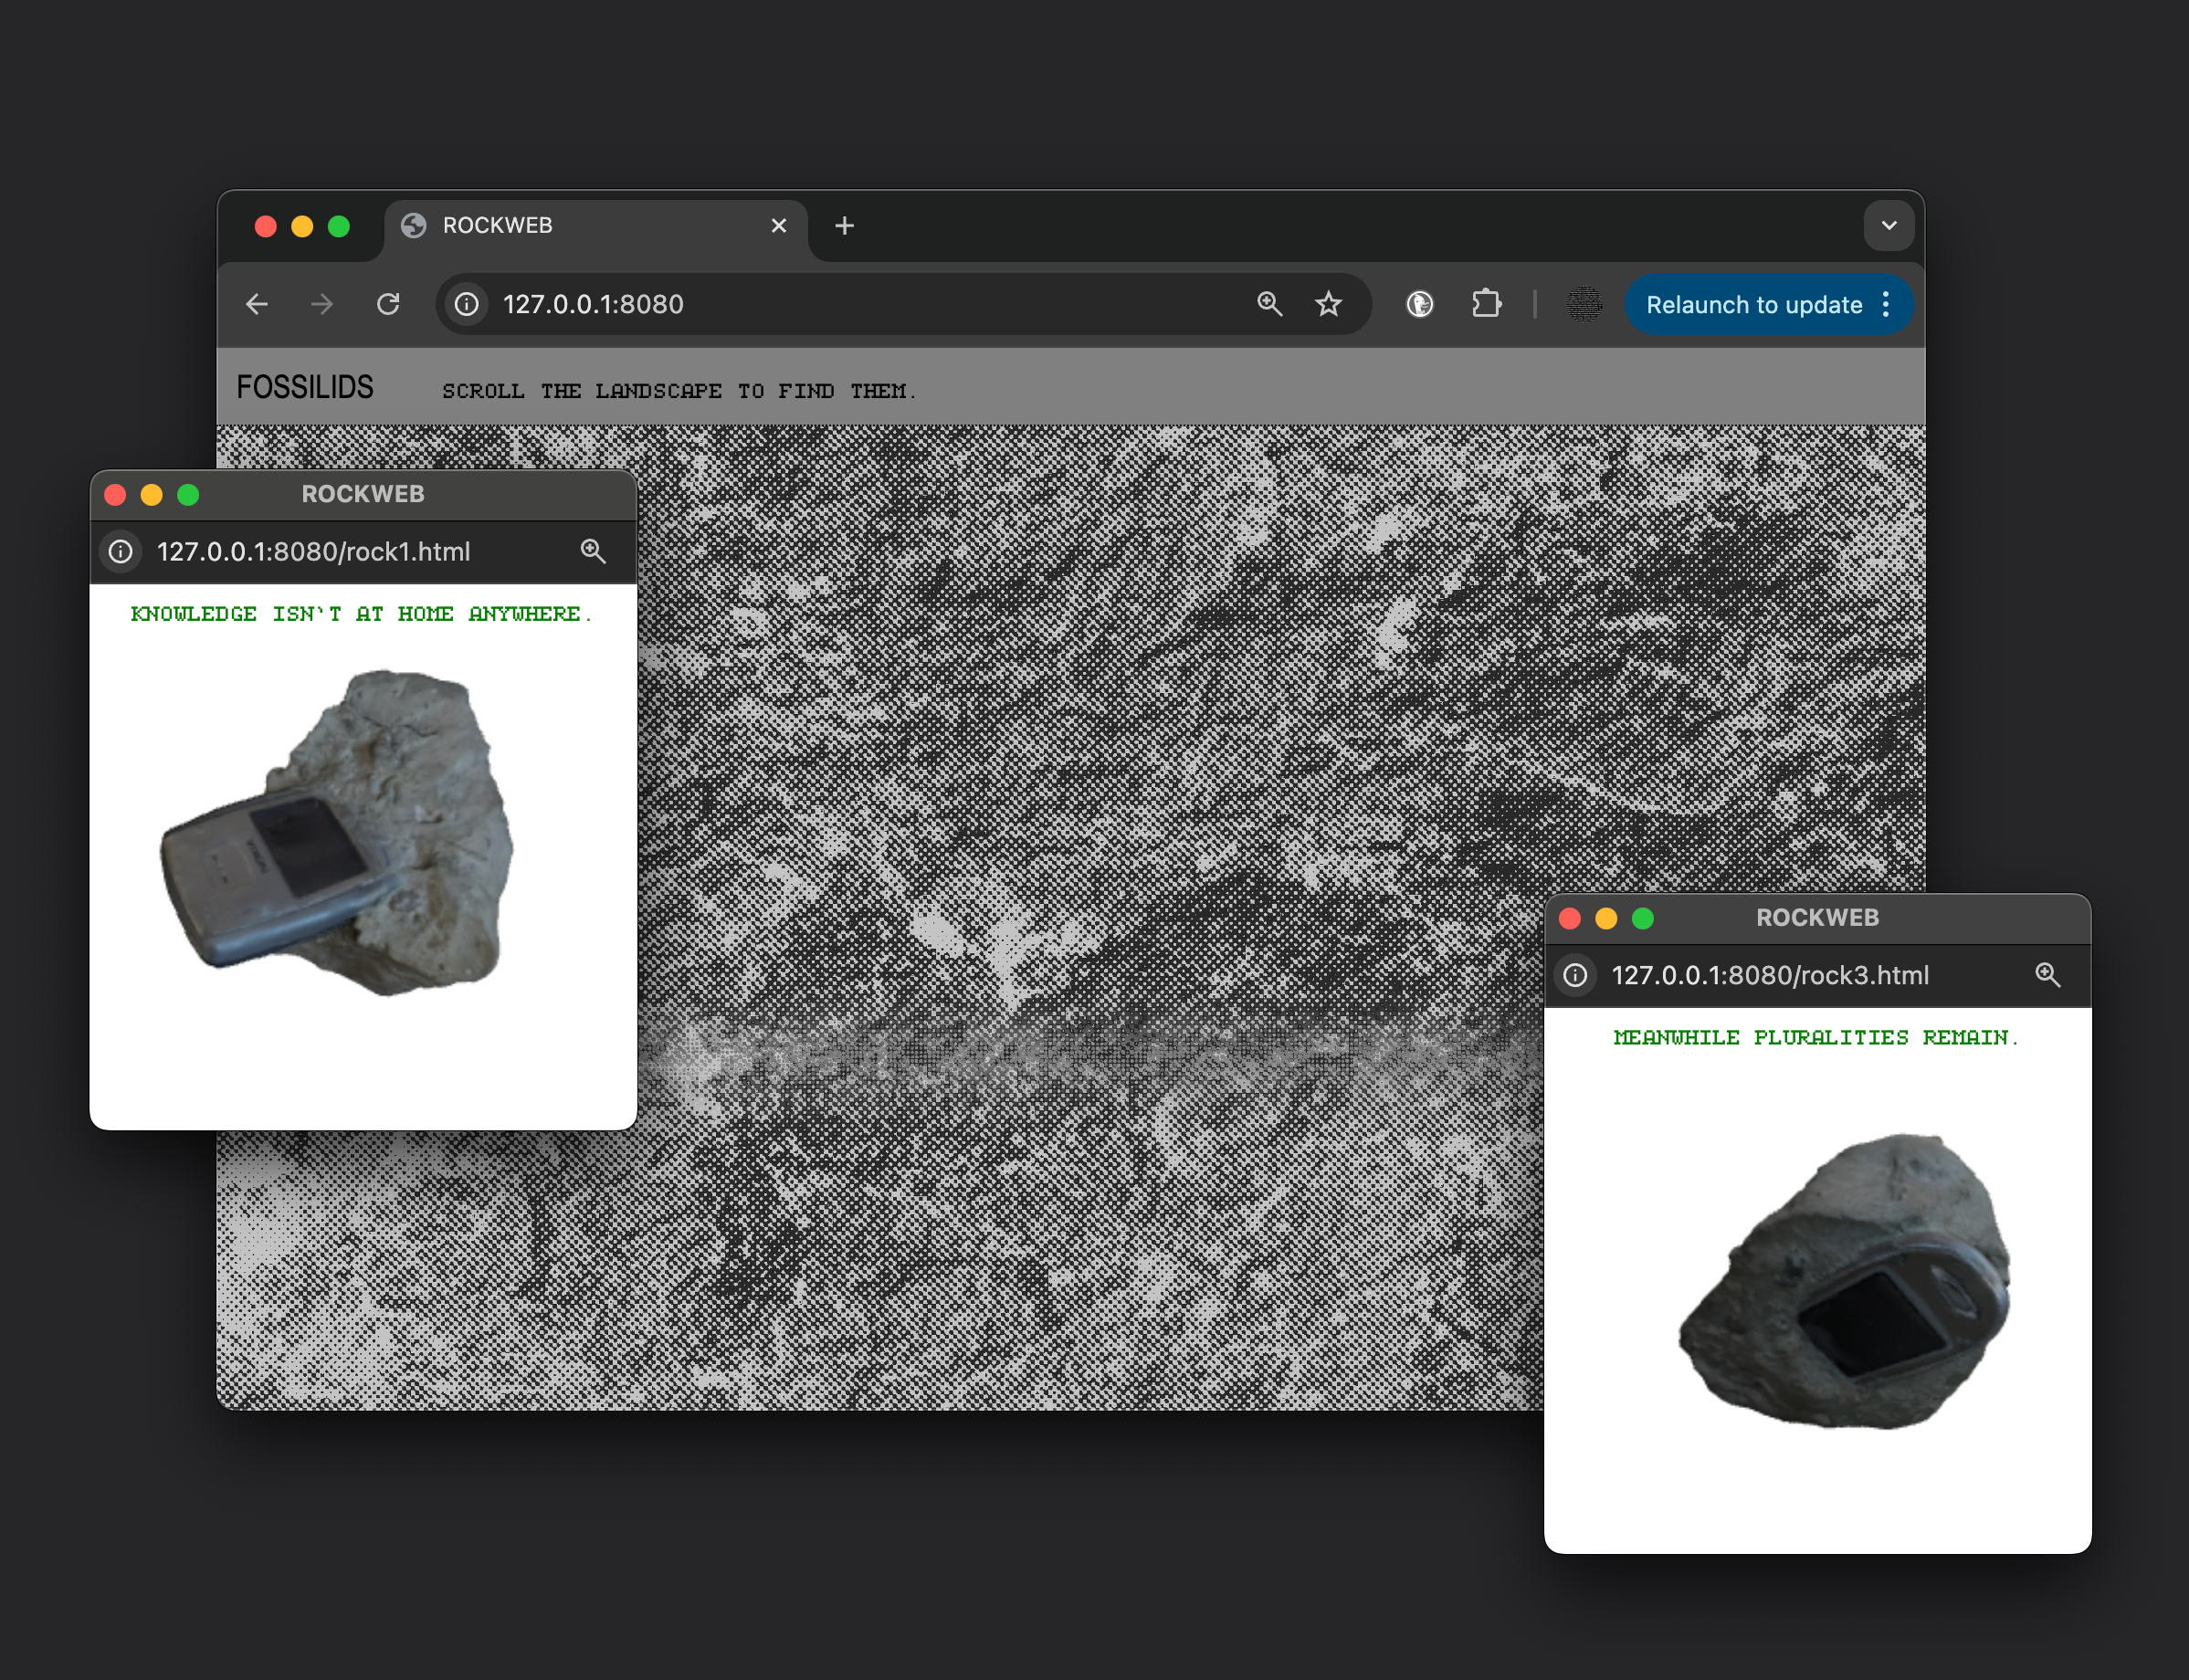 ROCKWEB
127.0.0.1:8080
Relaunch to update
FOSSILIDS
SCROLL THE LANDSCAPE TO FIND THEM.
ROCKWEB
127.0.0.1:8080/rock1.html
KNOWLEDGE ISN'T AT HOME ANYWHERE.
ROCKWEB
127.0.0.1:8080/rock3.html
MEANWHILE PLURALITIES REMAIN.